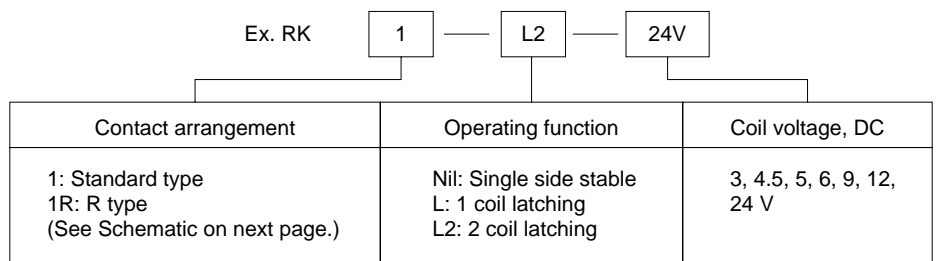 Ex. RK 1 L2 24V
Contact arrangement Operating function Coil voltage, DC
1: Standard type
1R: R type
(See Schematic on next page.)
Nil: Single side stable
L: 1 coil latching
L2: 2 coil latching
3, 4.5, 5, 6, 9, 12,
24 V